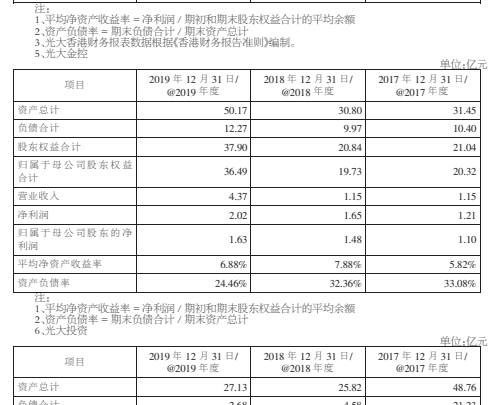 注：
1、平均净资产收益率 = 净利润 / 期初和期末股东权益合计的平均余额
2、资产负债率 = 期末负债合计 / 期末资产总计
3、光大香港财务报表数据根据《香港财务报告准则》编制。
5、光大金控
单位：亿元
项目 2019 年 12 月 31 日/ @2019 年度 2018 年 12 月 31 日/ @2018 年度 2017 年 12 月 31 日/ @2017 年度
资产总计 50.17 30.80 31.45
负债合计 12.27 9.97 10.40
股东权益合计 37.90 20.84 21.04
归属于母公司股东权益合计 36.49 19.73 20.32
营业收入 4.37 1.15 1.15
净利润 2.02 1.65 1.21
归属于母公司股东的净利润 1.63 1.48 1.10
平均净资产收益率 6.88% 7.88% 5.82%
资产负债率 24.46% 32.36% 33.08%
注：
1、平均净资产收益率 = 净利润 / 期初和期末股东权益合计的平均余额
2、资产负债率 = 期末负债合计 / 期末资产总计
6、光大投资
单位：亿元
项目 2019 年 12 月 31 日/ @2019 年度 2018 年 12 月 31 日/ @2018 年度 2017 年 12 月 31 日/ @2017 年度
资产总计 27.13 25.82 48.76